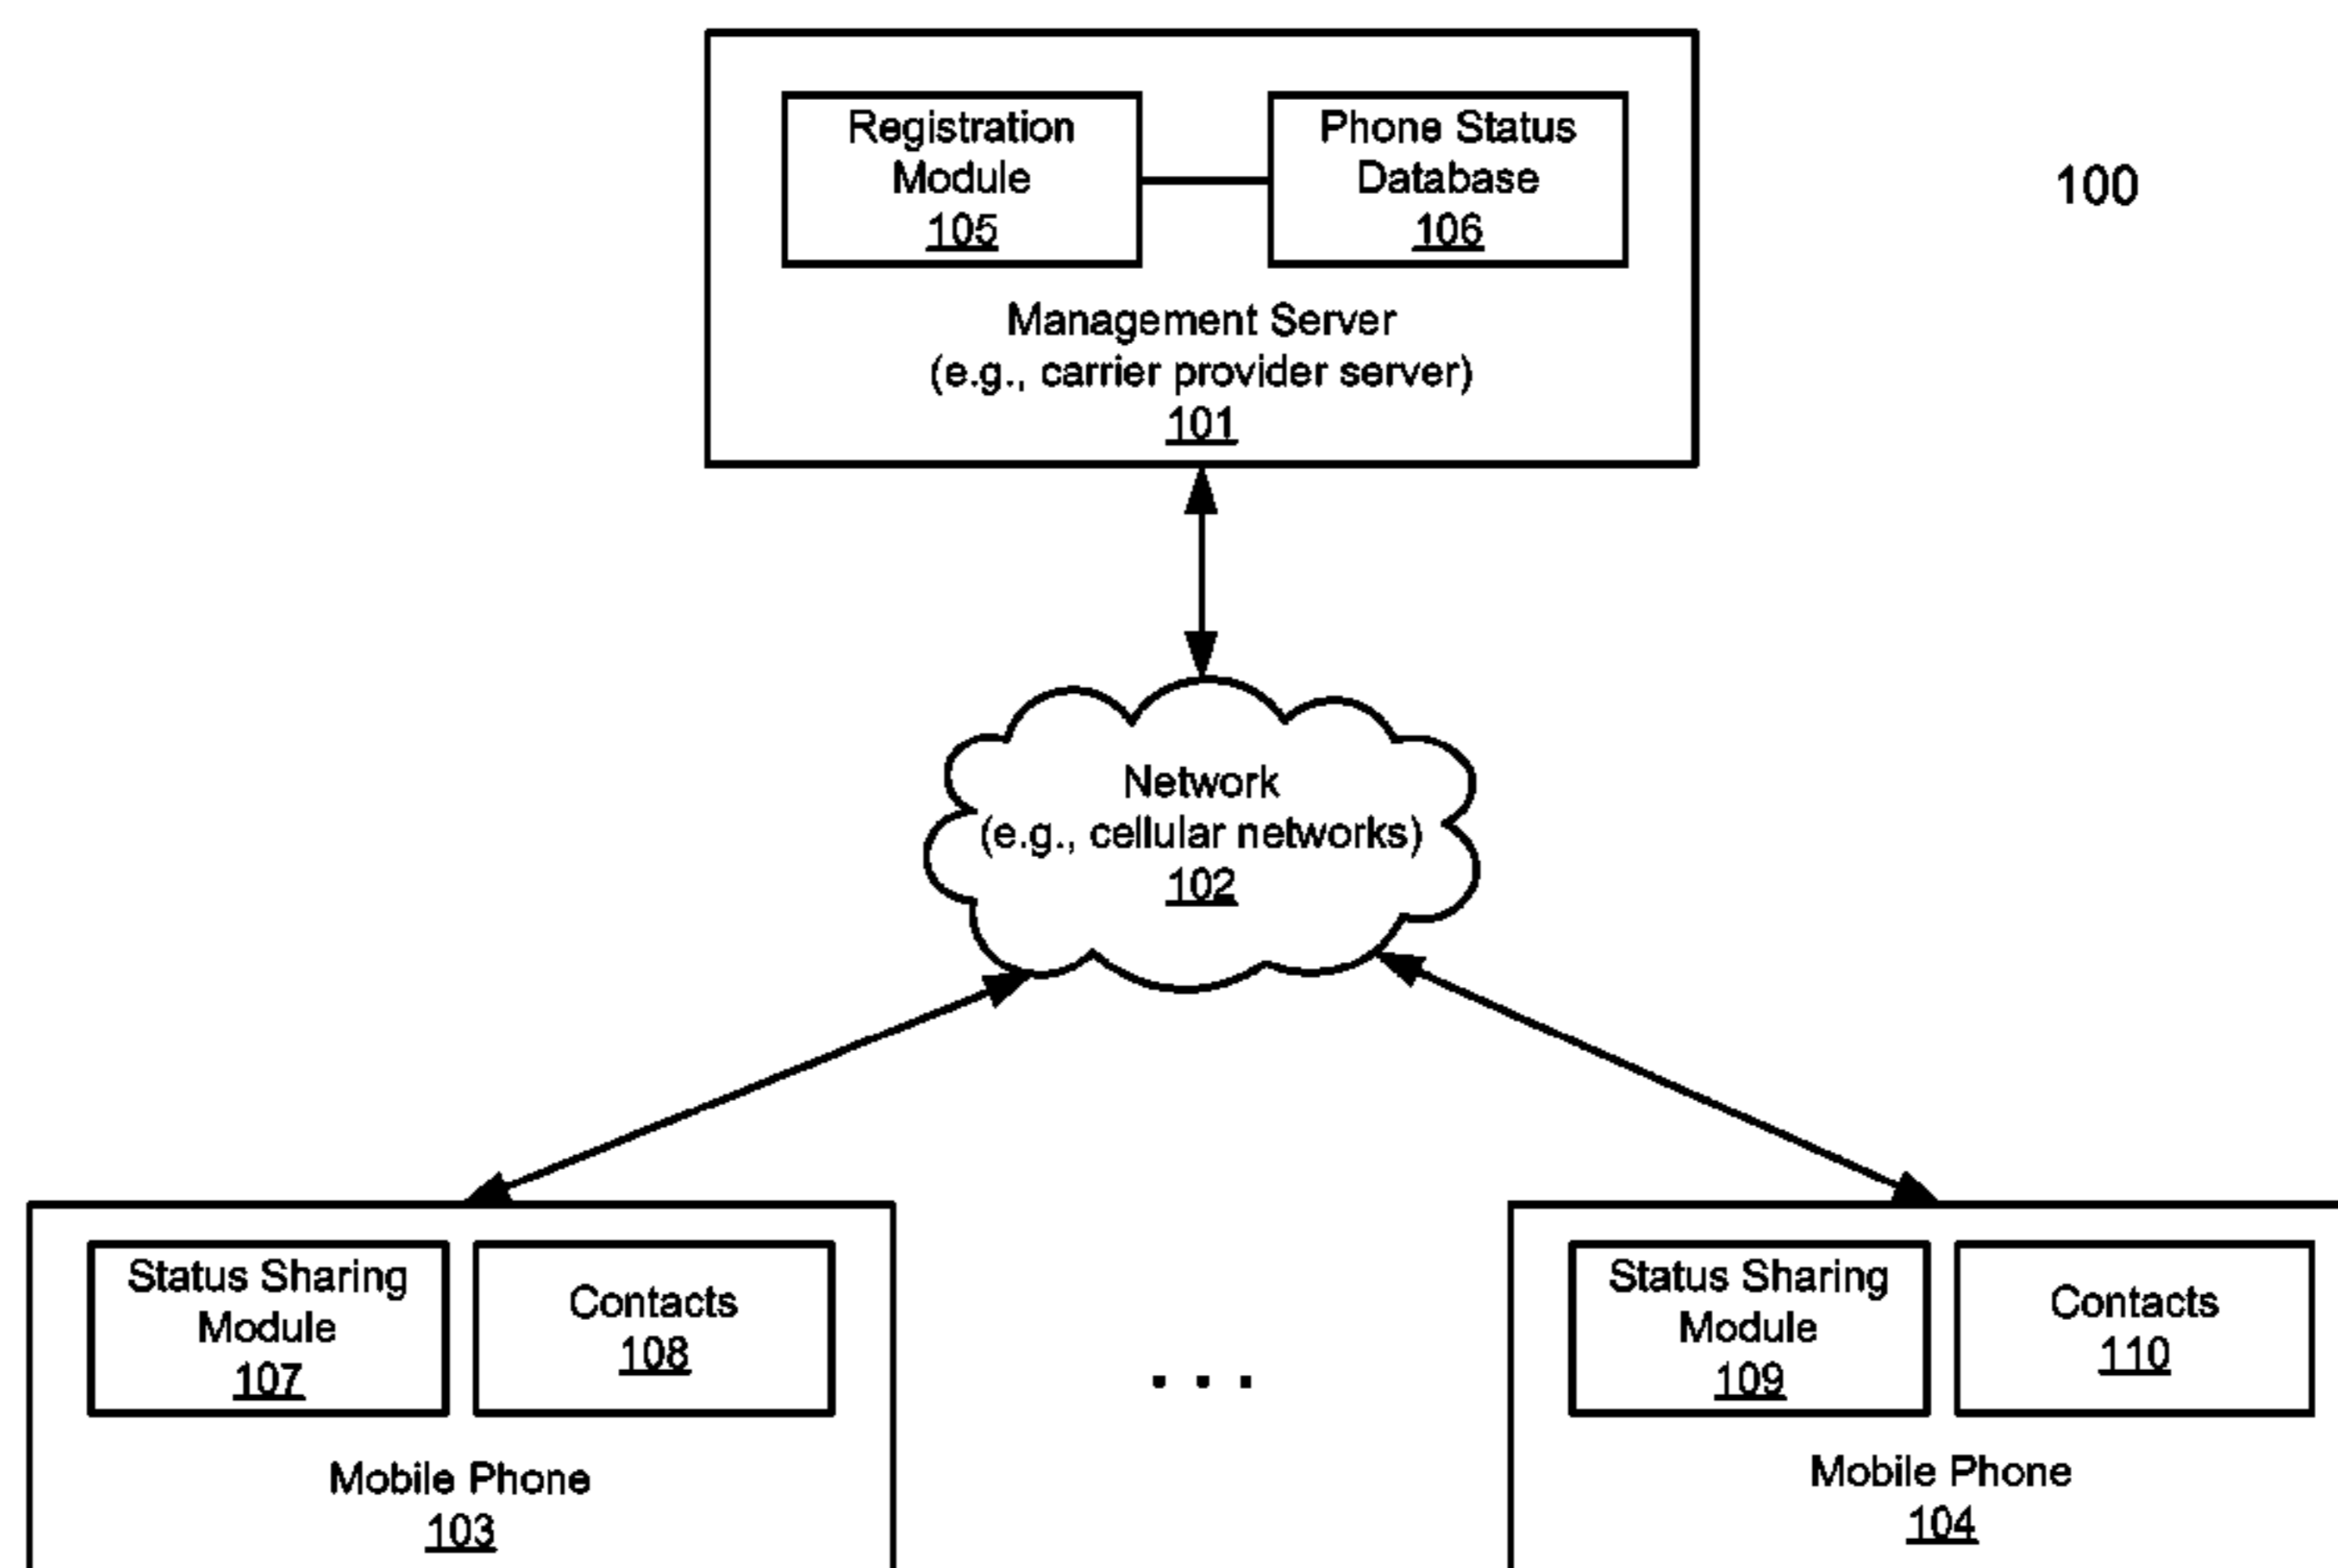 Registration
Module
105
Phone Status
Database
106
100
Management Server
(e.g., carrier provider server)
101
Network
(e.g., cellular networks)
102
Status Sharing
Module
107
Contacts
108
Mobile Phone
103
. . .
Status Sharing
Module
109
Contacts
110
Mobile Phone
104